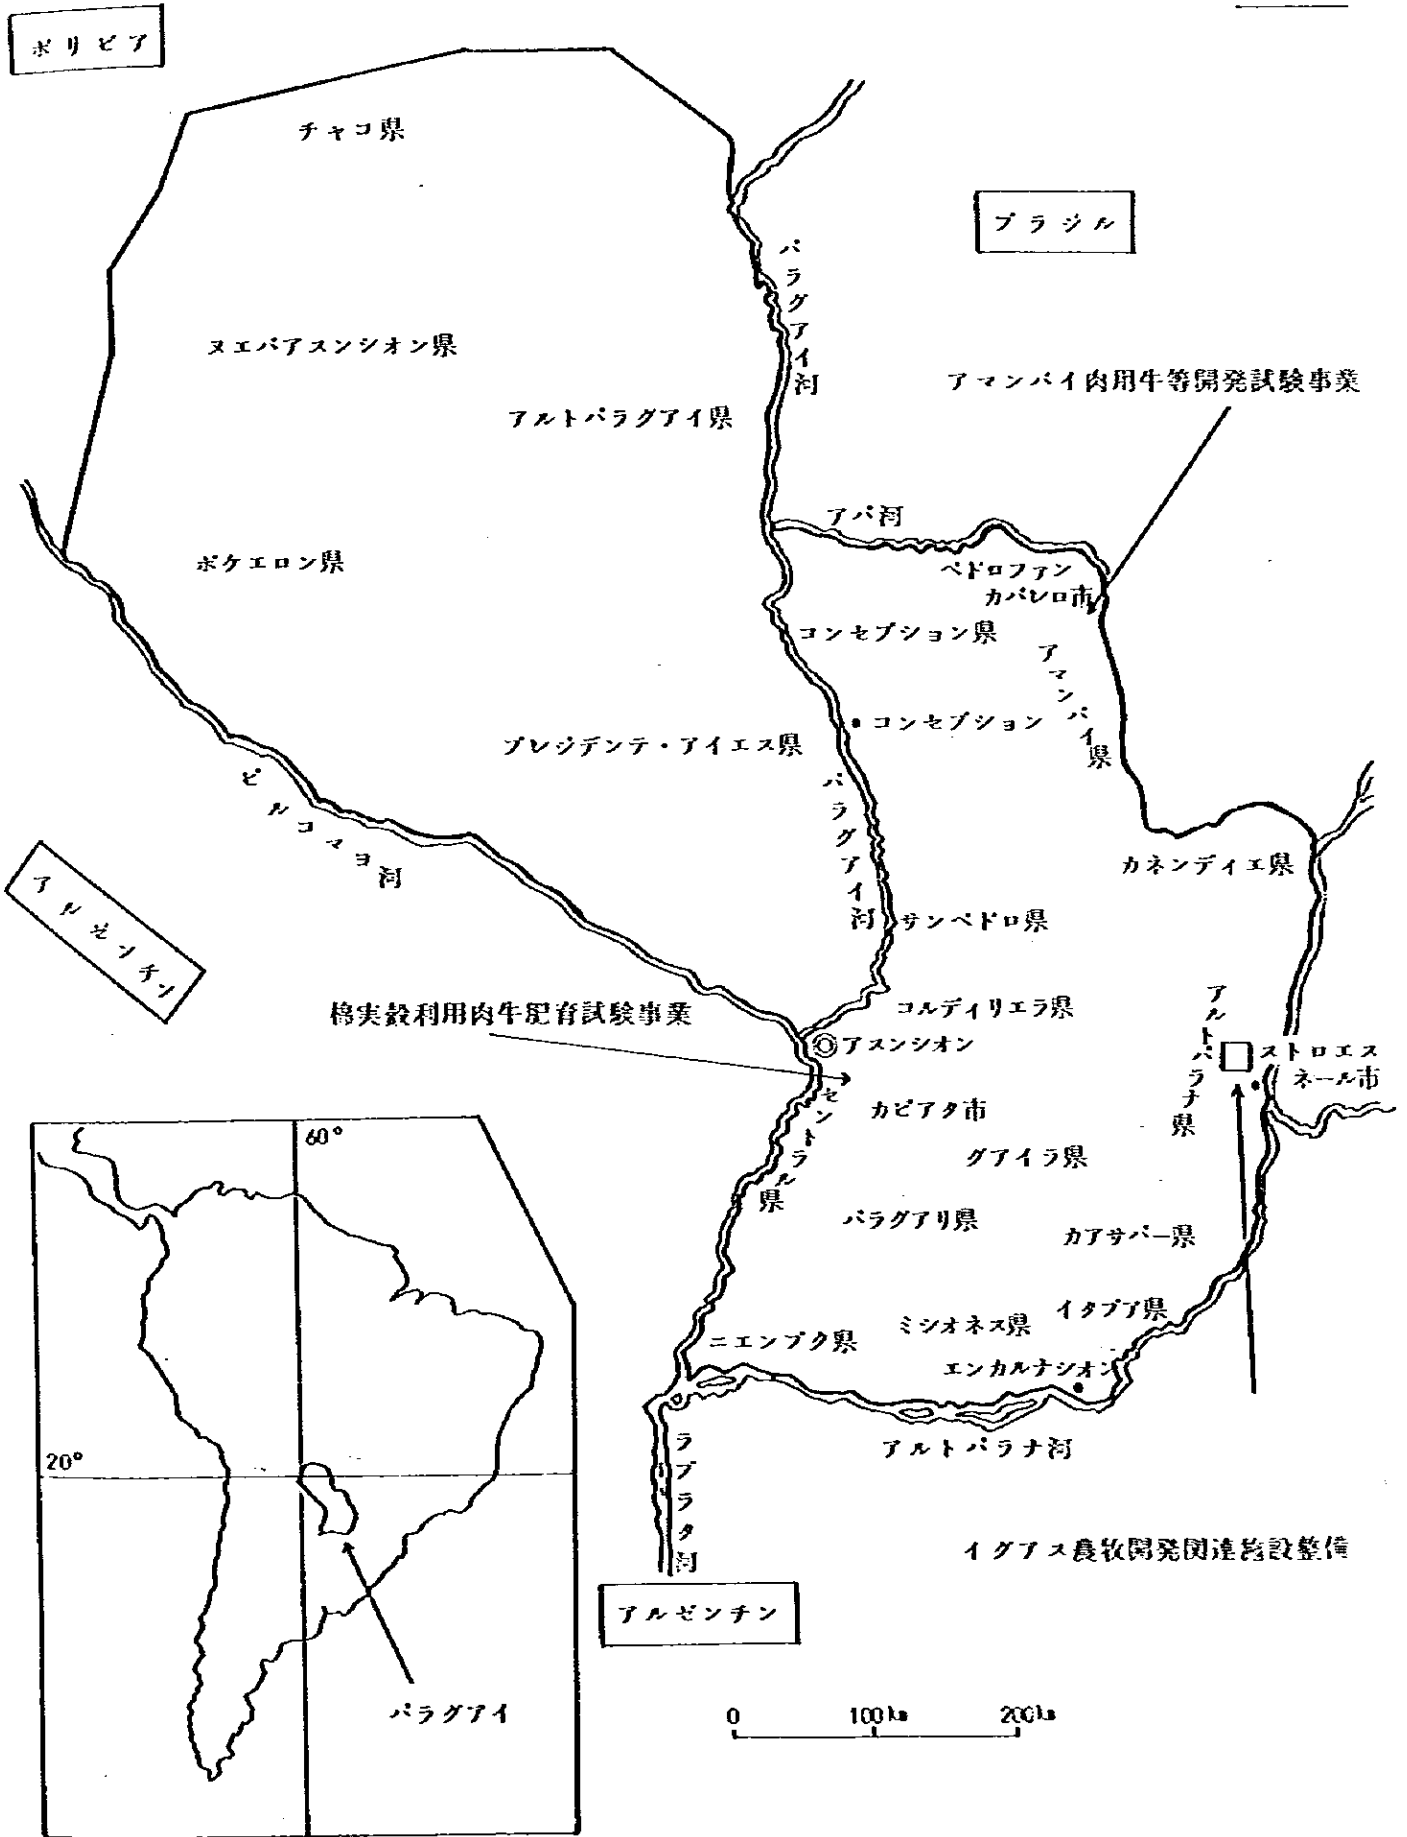 ボリビア
チャコ県
ブラジル
パラグアイ河
ヌエバアスンシオン県
アマンバイ肉用牛等開発試験事業
アルトパラグアイ県
アパ河
ボケエロン県
ペドロファン
カバレロ市
コンセプション県
アマンバイ県
コンセプション
プレジデンテ・アイエス県
ピルコマヨ河
パラグアイ河
カネンディエ県
アルゼンチン
サンペドロ県
棉実殻利用肉牛肥育試験事業
コルディリエラ県
アスンシオン
アルトパラナ県
ストロエス
ネール市
セントラル県
カピアタ市
グアイラ県
パラグアリ県
カアサパー県
イタプア県
ミシオネス県
ニエンブク県
エンカルナシオン
アルトパラナ河
ラプラタ河
イグアス農牧開発関連施設整備
アルゼンチン
60°
20°
パラグアイ
0 100km 200km